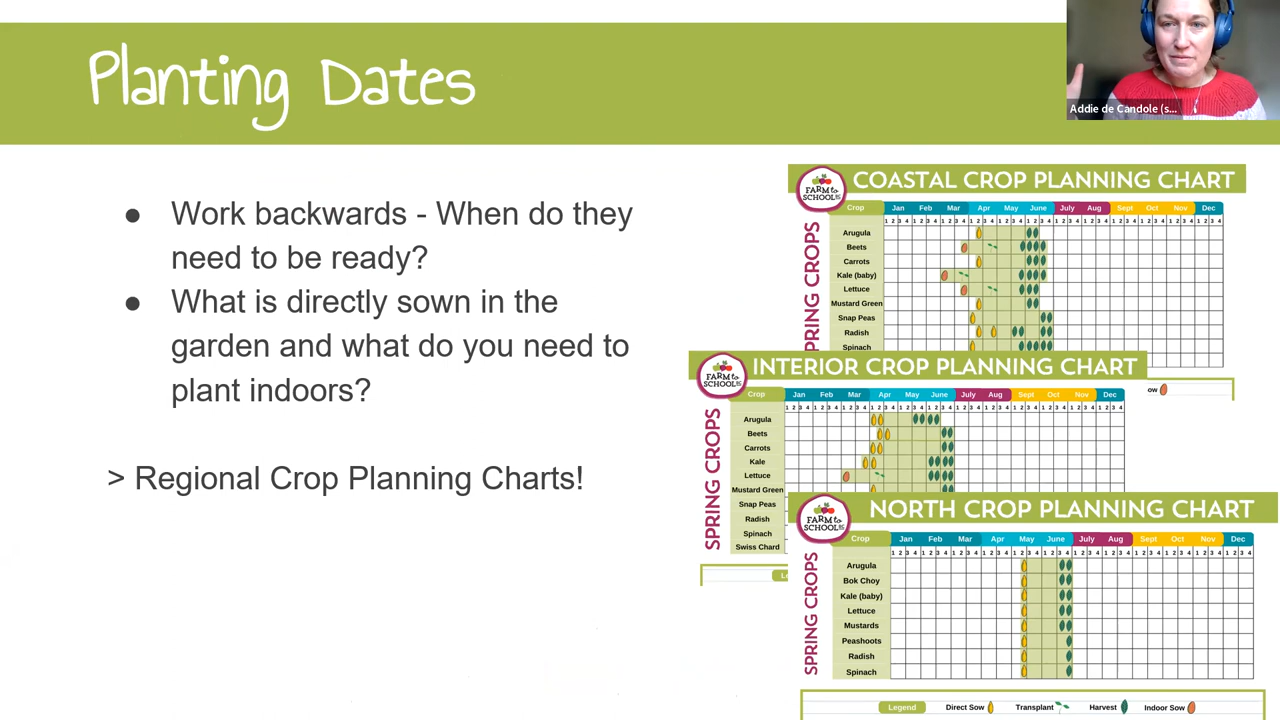 Planting Dates
Addie de Candole (s...
● Work backwards - When do they
need to be ready?
● What is directly sown in the
garden and what do you need to
plant indoors?
> Regional Crop Planning Charts!
FARM to SCHOOL BC
COASTAL CROP PLANNING CHART
SPRING CROPS
Crop Jan Feb Mar Apr May June July Aug Sept Oct Nov Dec
1 2 3 4 1 2 3 4 1 2 3 4 1 2 3 4 1 2 3 4 1 2 3 4 1 2 3 4 1 2 3 4 1 2 3 4 1 2 3 4 1 2 3 4 1 2 3 4
Arugula
Beets
Carrots
Kale (baby)
Lettuce
Mustard Green
Snap Peas
Radish
Spinach
ow
FARM to SCHOOL BC
INTERIOR CROP PLANNING CHART
SPRING CROPS
Crop Jan Feb Mar Apr May June July Aug Sept Oct Nov Dec
1 2 3 4 1 2 3 4 1 2 3 4 1 2 3 4 1 2 3 4 1 2 3 4 1 2 3 4 1 2 3 4 1 2 3 4 1 2 3 4 1 2 3 4 1 2 3 4
Arugula
Beets
Carrots
Kale
Lettuce
Mustard Green
Snap Peas
Radish
Spinach
Swiss Chard
FARM to SCHOOL BC
NORTH CROP PLANNING CHART
SPRING CROPS
Crop Jan Feb Mar Apr May June July Aug Sept Oct Nov Dec
1 2 3 4 1 2 3 4 1 2 3 4 1 2 3 4 1 2 3 4 1 2 3 4 1 2 3 4 1 2 3 4 1 2 3 4 1 2 3 4 1 2 3 4 1 2 3 4
Arugula
Bok Choy
Kale (baby)
Lettuce
Mustards
Peashoots
Radish
Spinach
Legend Direct Sow Transplant Harvest Indoor Sow